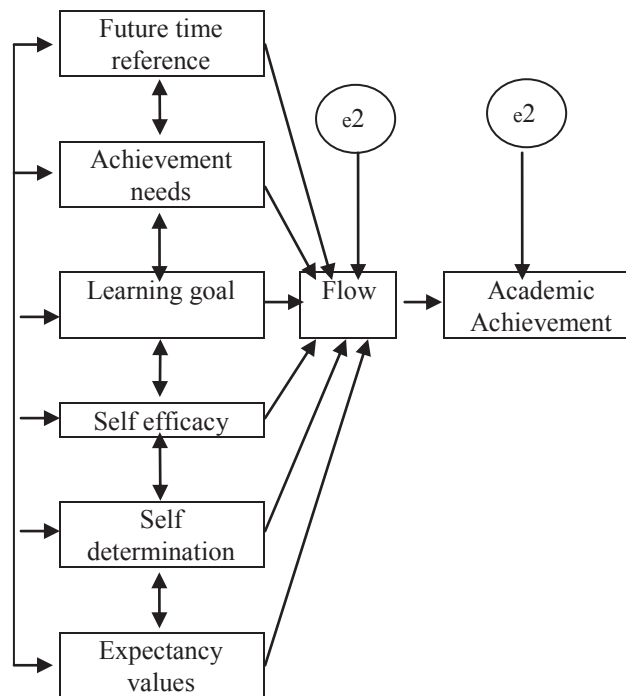 Future time
reference
e2
e2
Achievement
needs
Learning goal
Flow
Academic
Achievement
Self efficacy
Self
determination
Expectancy
values